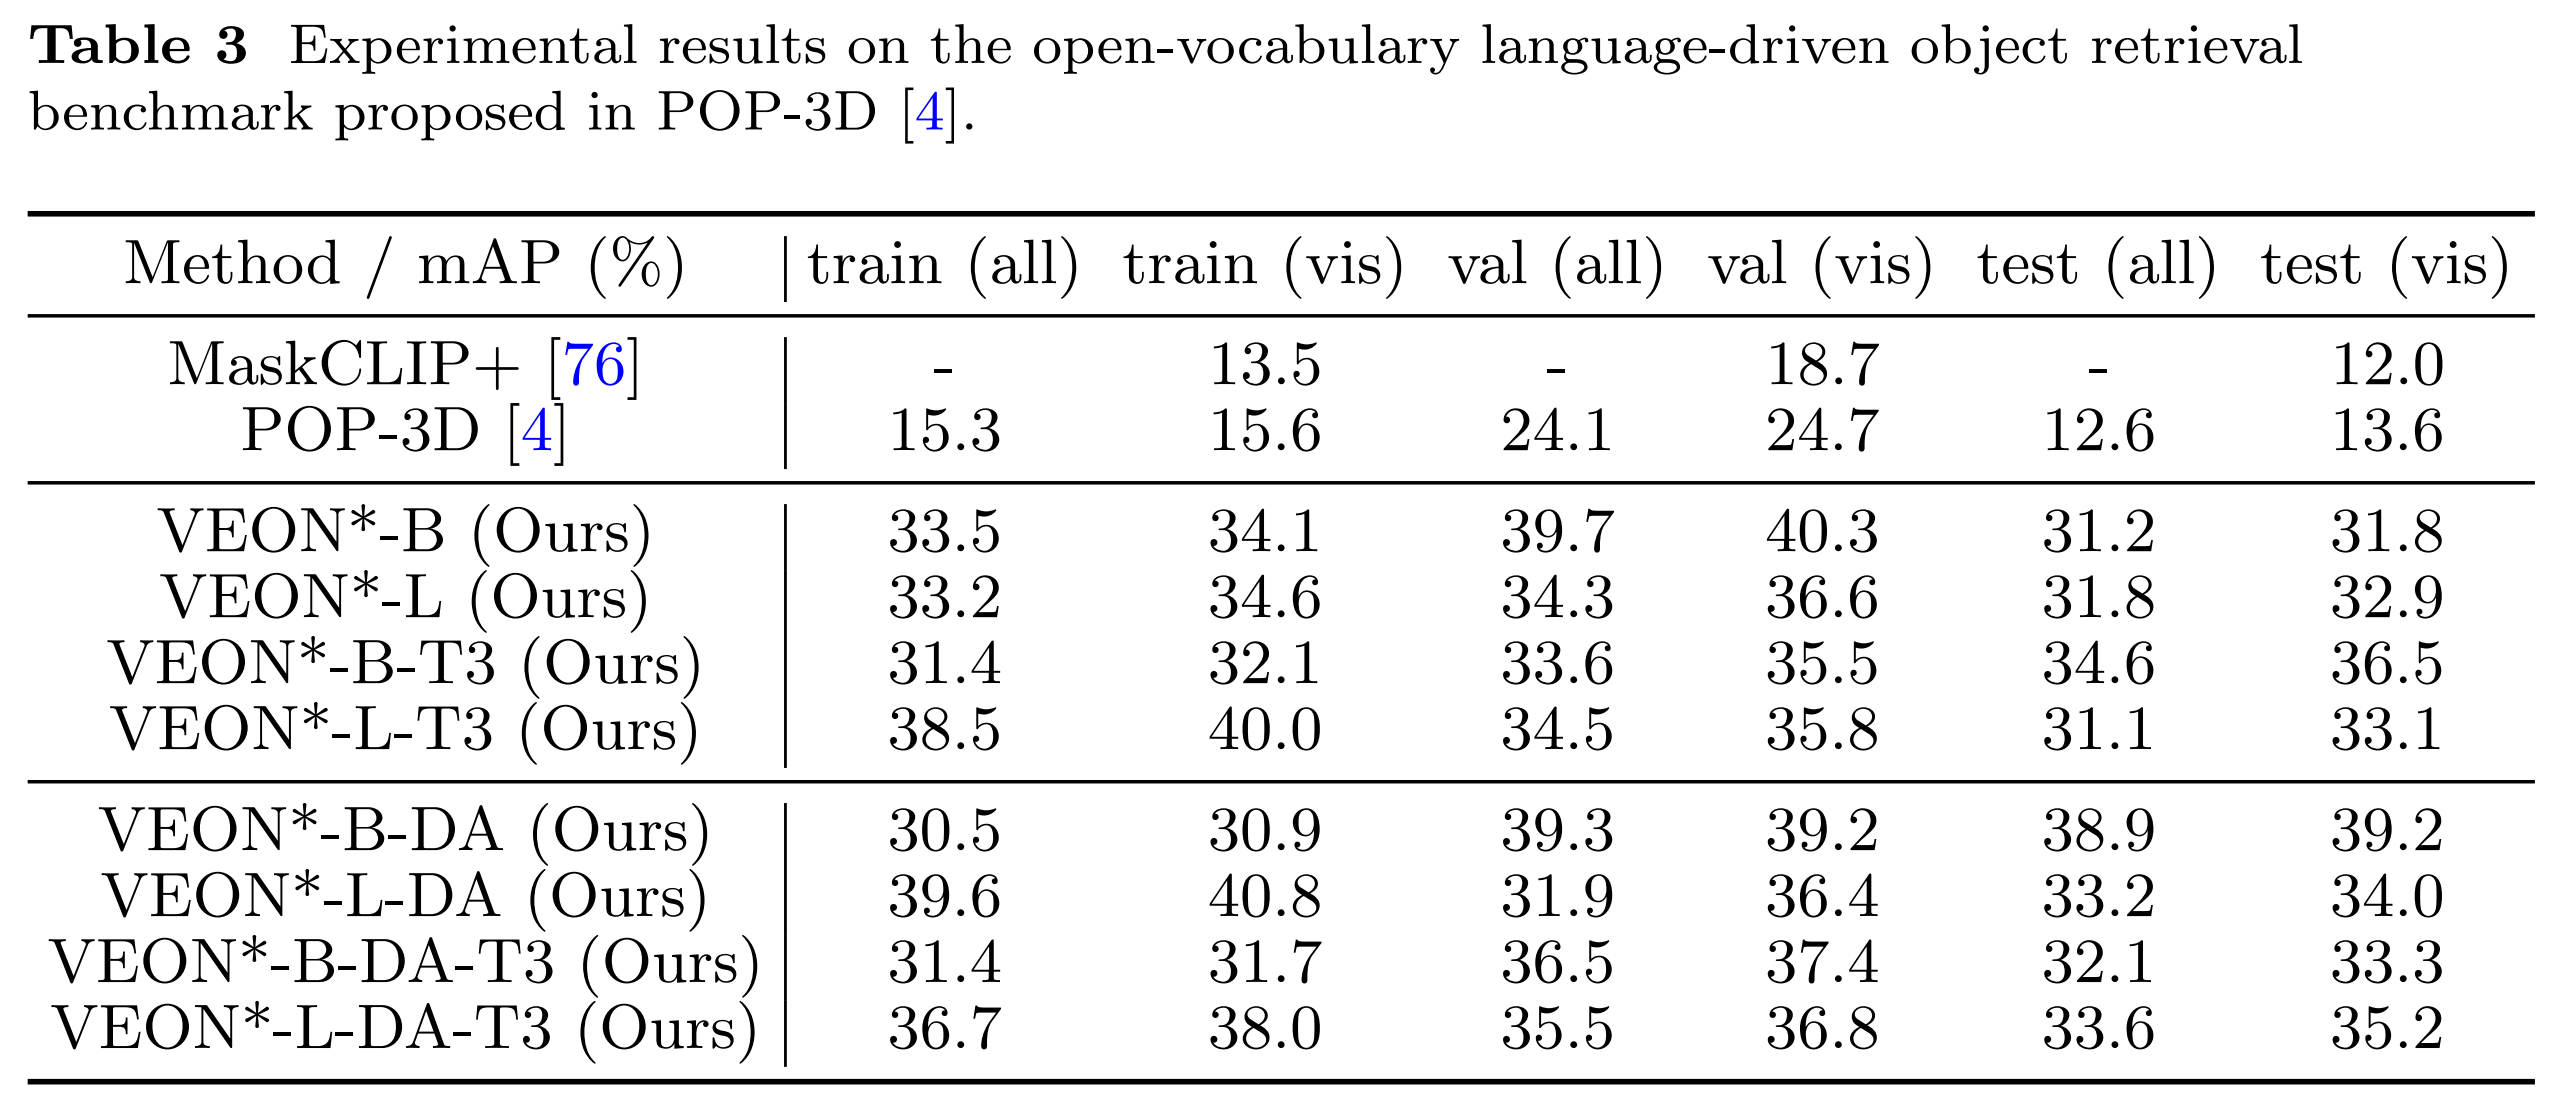 Table 3 Experimental results on the open-vocabulary language-driven object retrieval
benchmark proposed in POP-3D [4].
Method / mAP (%) train (all) train (vis) val (all) val (vis) test (all) test (vis)
MaskCLIP+ [76] - 13.5 - 18.7 - 12.0
POP-3D [4] 15.3 15.6 24.1 24.7 12.6 13.6
VEON*-B (Ours) 33.5 34.1 39.7 40.3 31.2 31.8
VEON*-L (Ours) 33.2 34.6 34.3 36.6 31.8 32.9
VEON*-B-T3 (Ours) 31.4 32.1 33.6 35.5 34.6 36.5
VEON*-L-T3 (Ours) 38.5 40.0 34.5 35.8 31.1 33.1
VEON*-B-DA (Ours) 30.5 30.9 39.3 39.2 38.9 39.2
VEON*-L-DA (Ours) 39.6 40.8 31.9 36.4 33.2 34.0
VEON*-B-DA-T3 (Ours) 31.4 31.7 36.5 37.4 32.1 33.3
VEON*-L-DA-T3 (Ours) 36.7 38.0 35.5 36.8 33.6 35.2